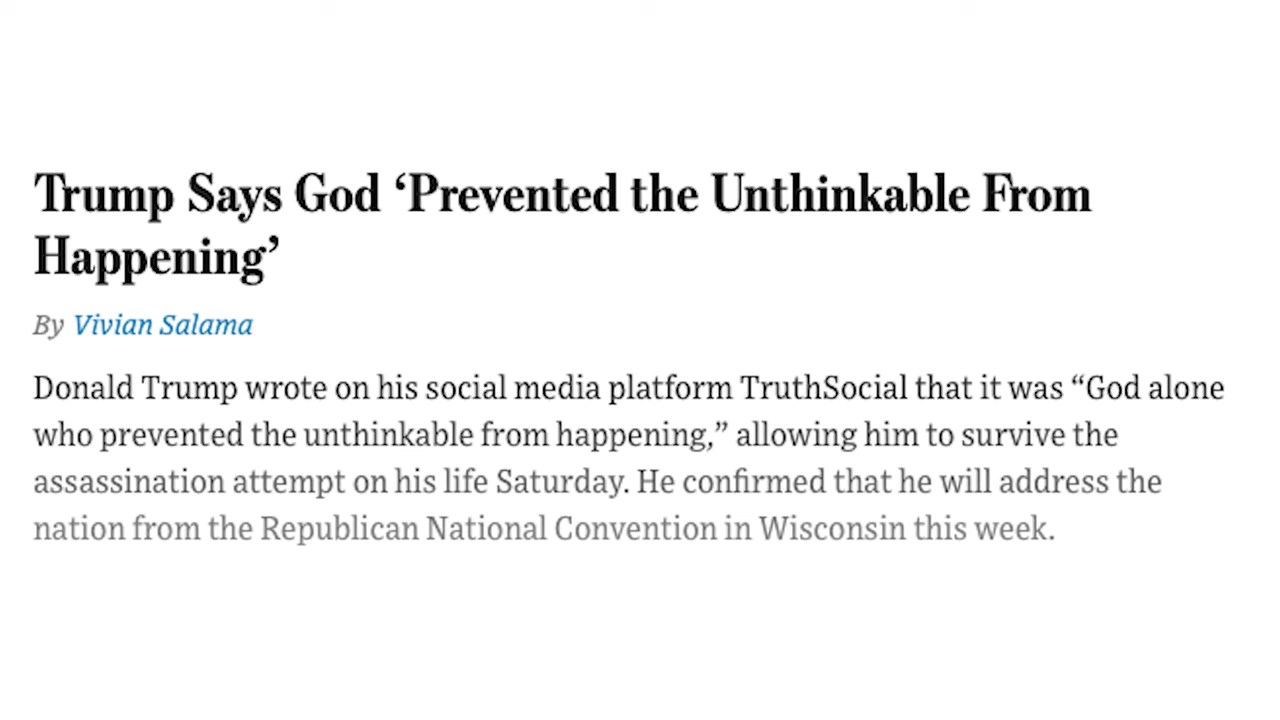 Trump Says God ‘Prevented the Unthinkable From
Happening’
By Vivian Salama
Donald Trump wrote on his social media platform TruthSocial that it was “God alone
who prevented the unthinkable from happening,” allowing him to survive the
assassination attempt on his life Saturday. He confirmed that he will address the
nation from the Republican National Convention in Wisconsin this week.